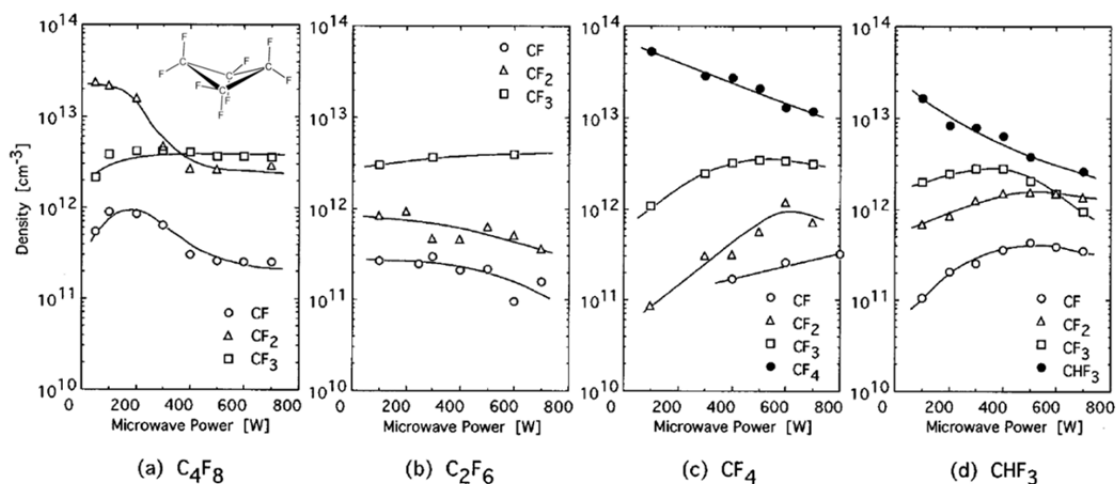 10^14
10^13
10^12
10^11
10^10
Density [cm^-3]
F F F F F F F F
C C C C
CF
CF2
CF3
0 200 400 600 800
Microwave Power [W]
(a) C4F8
10^14
10^13
10^12
10^11
10^10
CF
CF2
CF3
0 200 400 600 800
Microwave Power [W]
(b) C2F6
10^14
10^13
10^12
10^11
10^10
CF
CF2
CF3
CF4
0 200 400 600 800
Microwave Power [W]
(c) CF4
10^14
10^13
10^12
10^11
10^10
CF
CF2
CF3
CHF3
0 200 400 600 800
Microwave Power [W]
(d) CHF3